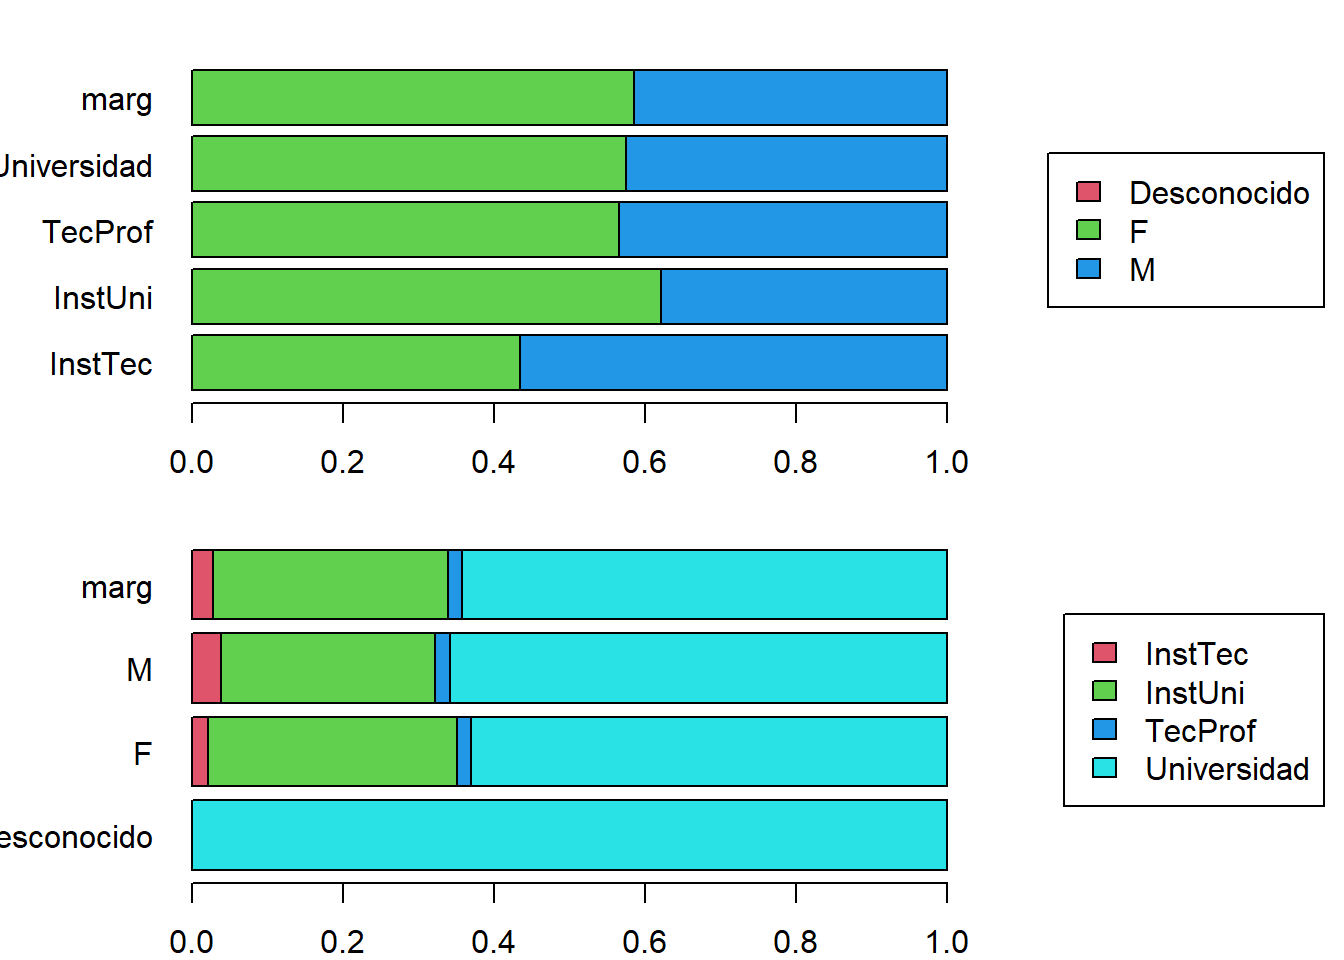 marg
Universidad
TecProf
InstUni
InstTec
0.0 0.2 0.4 0.6 0.8 1.0
Desconocido
F
M
marg
M
F
esconocido
0.0 0.2 0.4 0.6 0.8 1.0
InstTec
InstUni
TecProf
Universidad